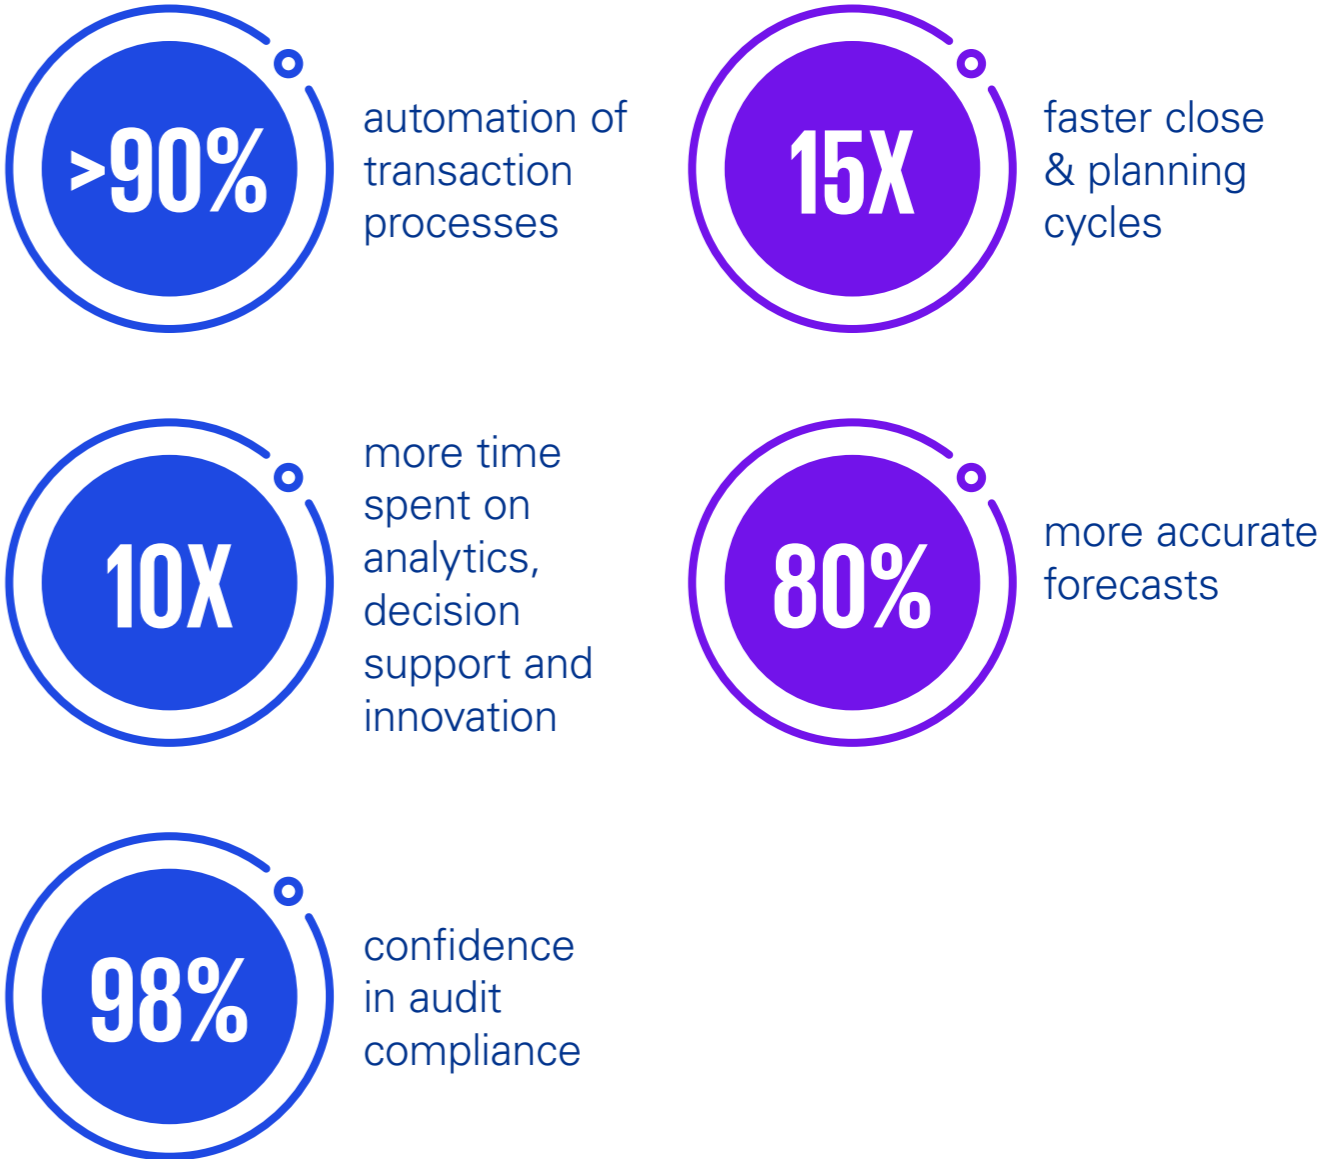 >90%
automation of
transaction
processes
15X
faster close
& planning
cycles
10X
more time
spent on
analytics,
decision
support and
innovation
80%
more accurate
forecasts
98%
confidence
in audit
compliance